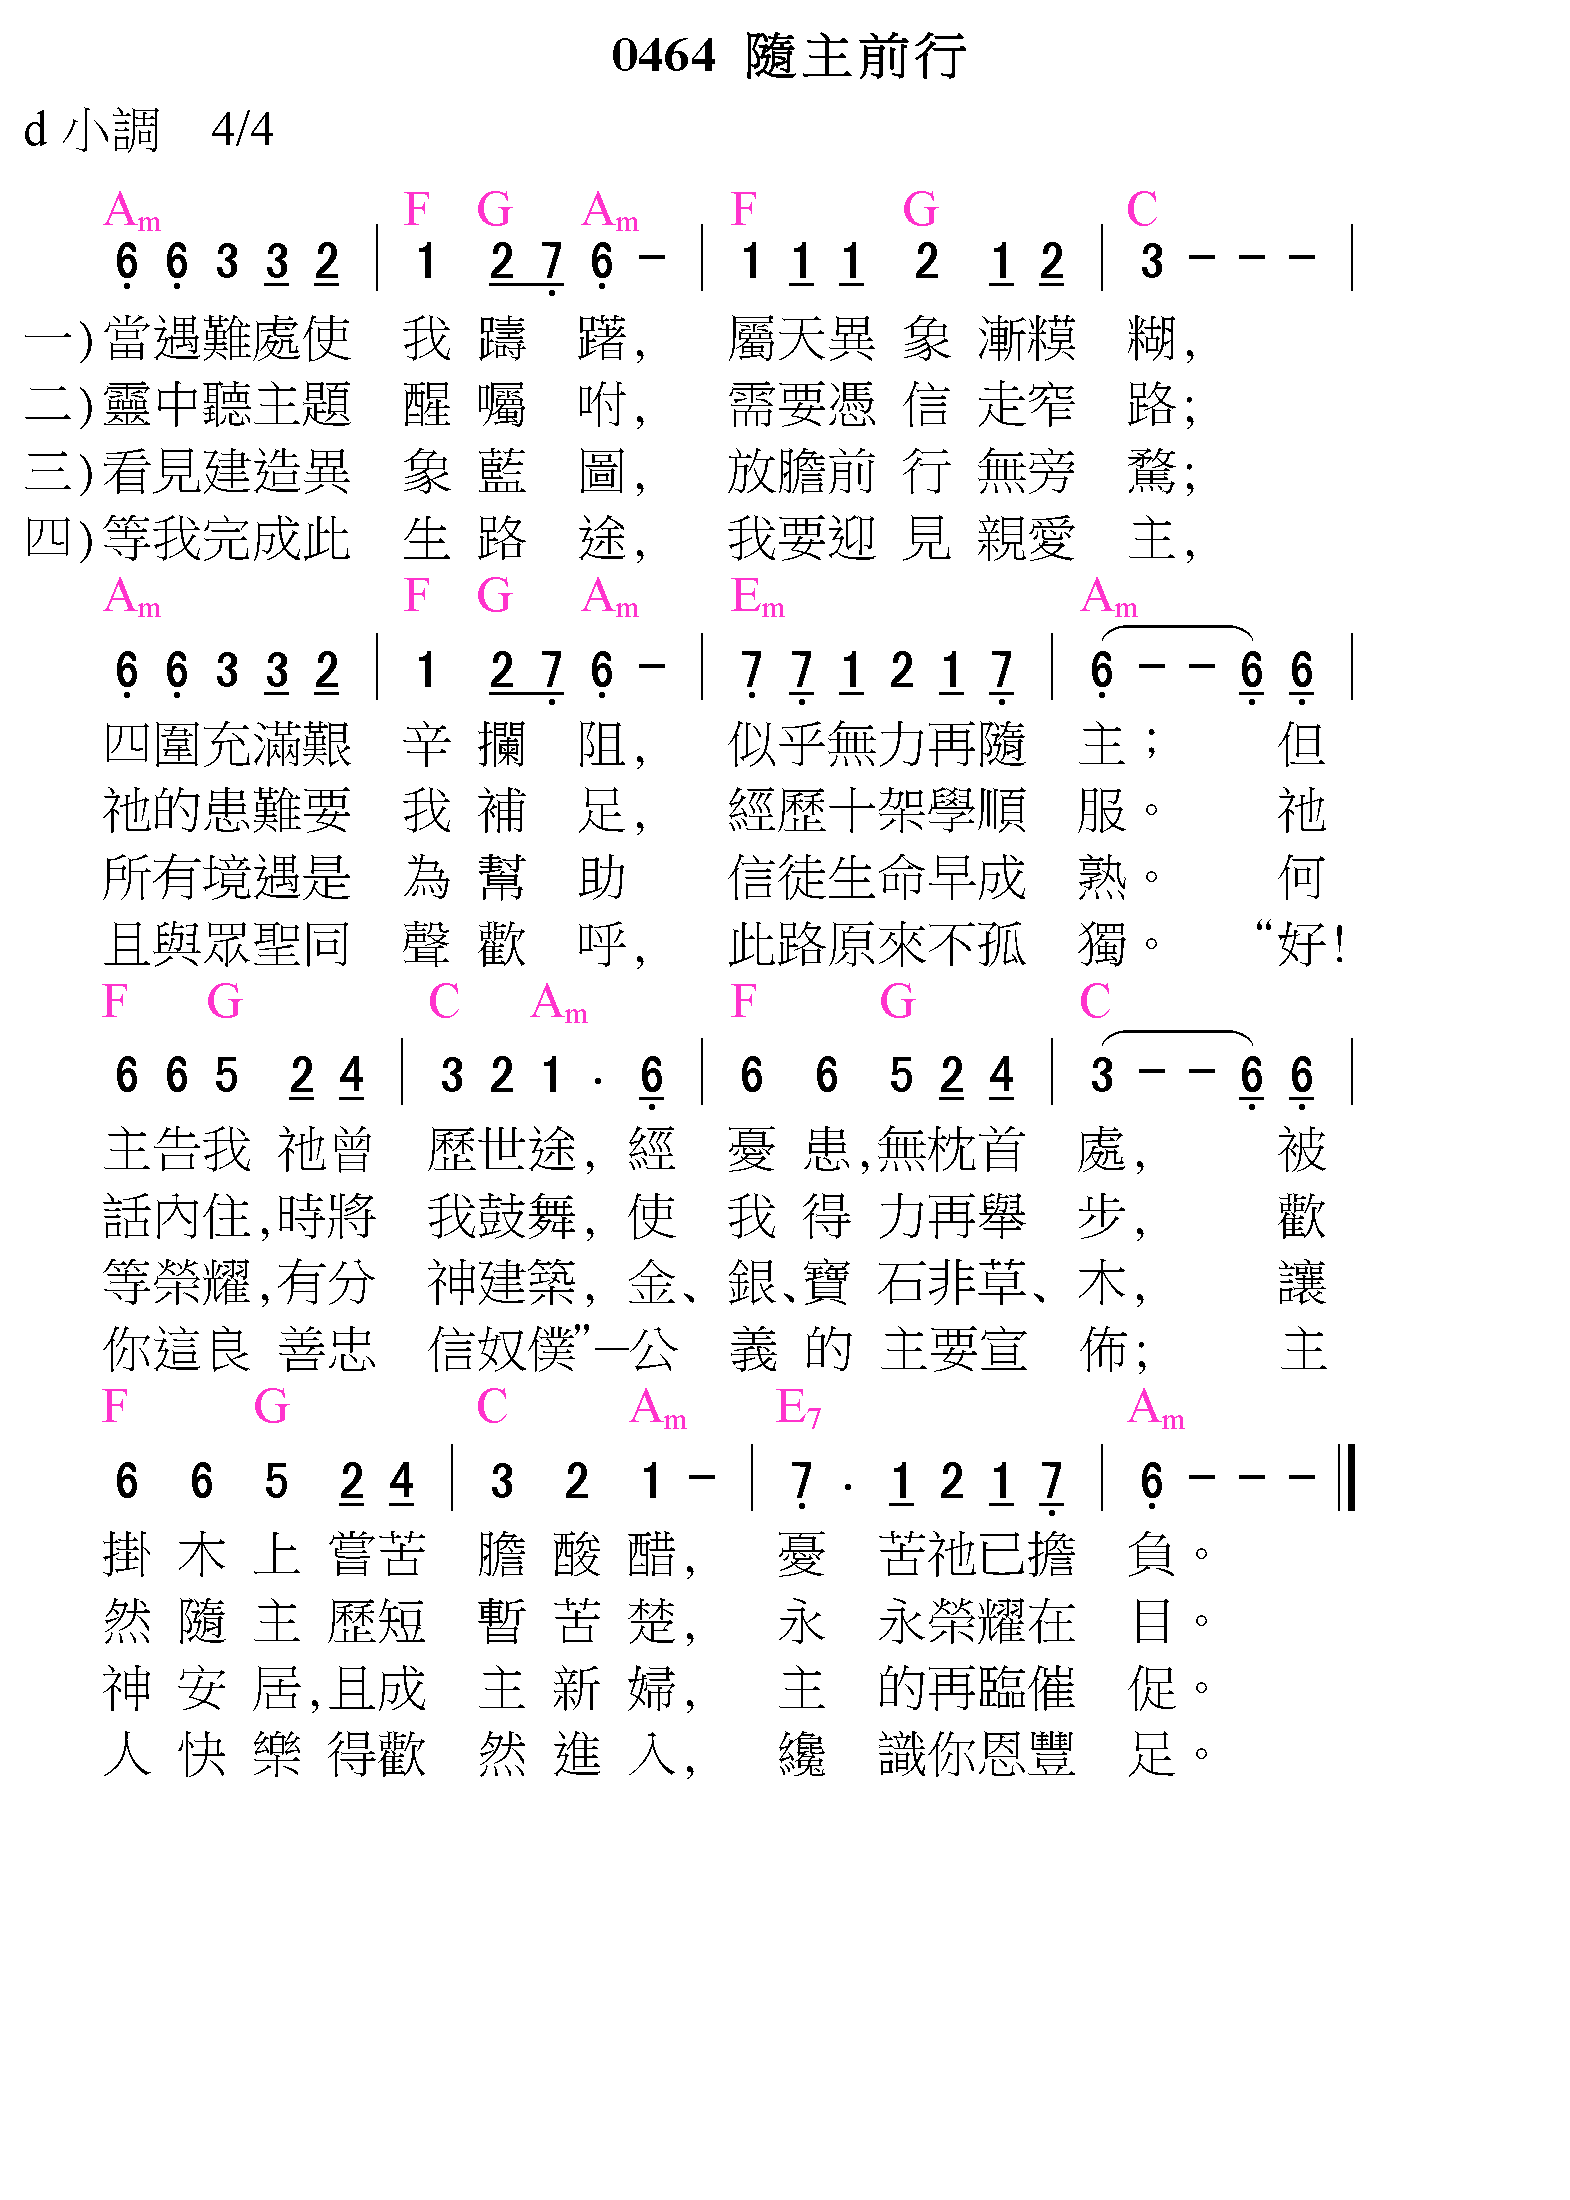 0464 隨主前行
d 小調 4/4
Am F G Am F G C
6 6 3 3 2 | 1 2 7 6 － | 1 1 1 2 1 2 | 3 － － － |
一)當遇難處使 我 躊 躇, 屬天異 象 漸糢 糊,
二)靈中聽主題 醒 囑 咐, 需要憑 信 走窄 路;
三)看見建造異 象 藍 圖, 放膽前 行 無旁 騖;
四)等我完成此 生 路 途, 我要迎 見 親愛 主,
Am F G Am Em Am
6 6 3 3 2 | 1 2 7 6 － | 7 7 1 2 1 7 | 6 － － 6 6 |
四圍充滿艱 辛 攔 阻, 似乎無力再隨 主； 但
祂的患難要 我 補 足, 經歷十架學順 服。 祂
所有境遇是 為 幫 助 信徒生命早成 熟。 何
且與眾聖同 聲 歡 呼, 此路原來不孤 獨。 “好!
F G C Am F G C
6 6 5 2 4 | 3 2 1 . 6 | 6 6 5 2 4 | 3 － － 6 6 |
主告我 祂曾 歷世途, 經 憂 患,無枕首 處, 被
話內住,時將 我鼓舞, 使 我 得 力再舉 步, 歡
等榮耀,有分 神建築, 金、銀、寶 石非草、木, 讓
你這良 善忠 信奴僕”─公 義 的 主要宣 佈; 主
F G C Am E7 Am
6 6 5 2 4 | 3 2 1 － | 7 . 1 2 1 7 | 6 － － － ‖
掛 木 上 嘗苦 膽 酸 醋, 憂 苦祂已擔 負。
然 隨 主 歷短 暫 苦 楚, 永 永榮耀在 目。
神 安 居,且成 主 新 婦, 主 的再臨催 促。
人 快 樂 得歡 然 進 入, 纔 識你恩豐 足。